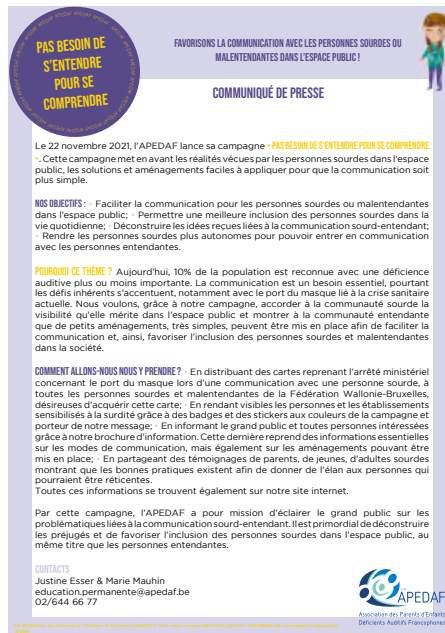 PAS BESOIN DE
S'ENTENDRE
POUR SE
COMPRENDRE
FAVORISONS LA COMMUNICATION AVEC LES PERSONNES SOURDES OU
MALENTENDANTES DANS L'ESPACE PUBLIC !
COMMUNIQUÉ DE PRESSE
Le 22 novembre 2021, l'APEDAF lance sa campagne « PAS BESOIN DE S'ENTENDRE POUR SE COMPRENDRE
». Cette campagne met en avant les réalités vécues par les personnes sourdes dans l'espace
public, les solutions et aménagements faciles à appliquer pour que la communication soit
plus simple.
NOS OBJECTIFS : • Faciliter la communication pour les personnes sourdes ou malentendantes
dans l'espace public; • Permettre une meilleure inclusion des personnes sourdes dans la
vie quotidienne; • Déconstruire les idées reçues liées à la communication sourd-entendant;
• Rendre les personnes sourdes plus autonomes pour pouvoir entrer en communication
avec les personnes entendantes.
POURQUOI CE THÈME ? Aujourd'hui, 10% de la population est reconnue avec une déficience
auditive plus ou moins importante. La communication est un besoin essentiel, pourtant
les défis inhérents s'accentuent, notamment avec le port du masque lié à la crise sanitaire
actuelle. Nous voulons, grâce à notre campagne, accorder à la communauté sourde la
visibilité qu'elle mérite dans l'espace public et montrer à la communauté entendante
que de petits aménagements, très simples, peuvent être mis en place afin de faciliter la
communication et, ainsi, favoriser l'inclusion des personnes sourdes et malentendantes
dans la société.
COMMENT ALLONS-NOUS NOUS Y PRENDRE ? • En distribuant des cartes reprenant l'arrêté ministériel
concernant le port du masque lors d'une communication avec une personne sourde, à
toutes les personnes sourdes et malentendantes de la Fédération Wallonie-Bruxelles,
désireuses d'acquérir cette carte; • En rendant visibles les personnes et les établissements
sensibilisés à la surdité grâce à des badges et des stickers aux couleurs de la campagne et
porteur de notre message; • En informant le grand public et toutes personnes intéressées
grâce à notre brochure d'information. Cette dernière reprend des informations essentielles
sur les modes de communication, mais également sur les aménagements pouvant être
mis en place; • En partageant des témoignages de parents, de jeunes, d'adultes sourdes
montrant que les bonnes pratiques existent afin de donner de l'élan aux personnes qui
pourraient être réticentes.
Toutes ces informations se trouvent également sur notre site internet.
Par cette campagne, l'APEDAF a pour mission d'éclairer le grand public sur les
problématiques liées à la communication sourd-entendant. Il est primordial de déconstruire
les préjugés et de favoriser l'inclusion des personnes sourdes dans l'espace public, au
même titre que les personnes entendantes.
CONTACTS
Justine Esser & Marie Mauhin
education.permanente@apedaf.be
02/644 66 77
APEDAF
Association des Parents d'Enfants
Déficients Auditifs Francophones